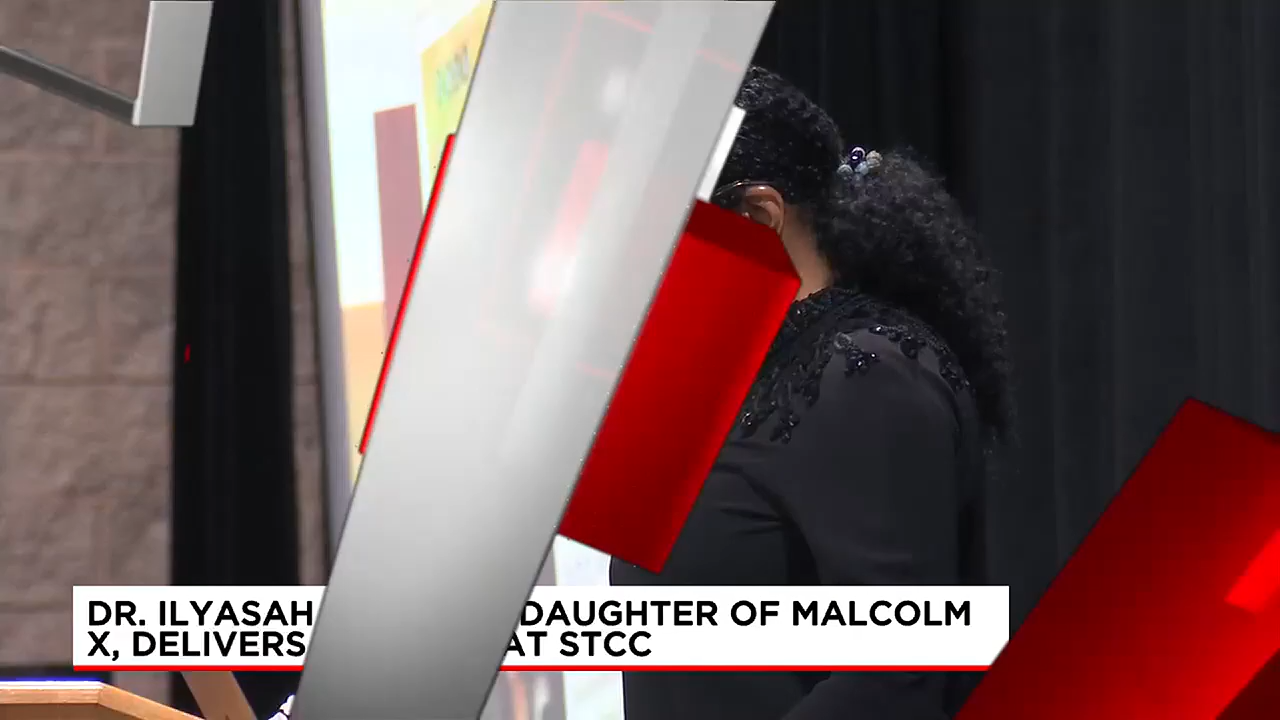 DR. ILYASAH DAUGHTER OF MALCOLM
X, DELIVERS AT STCC